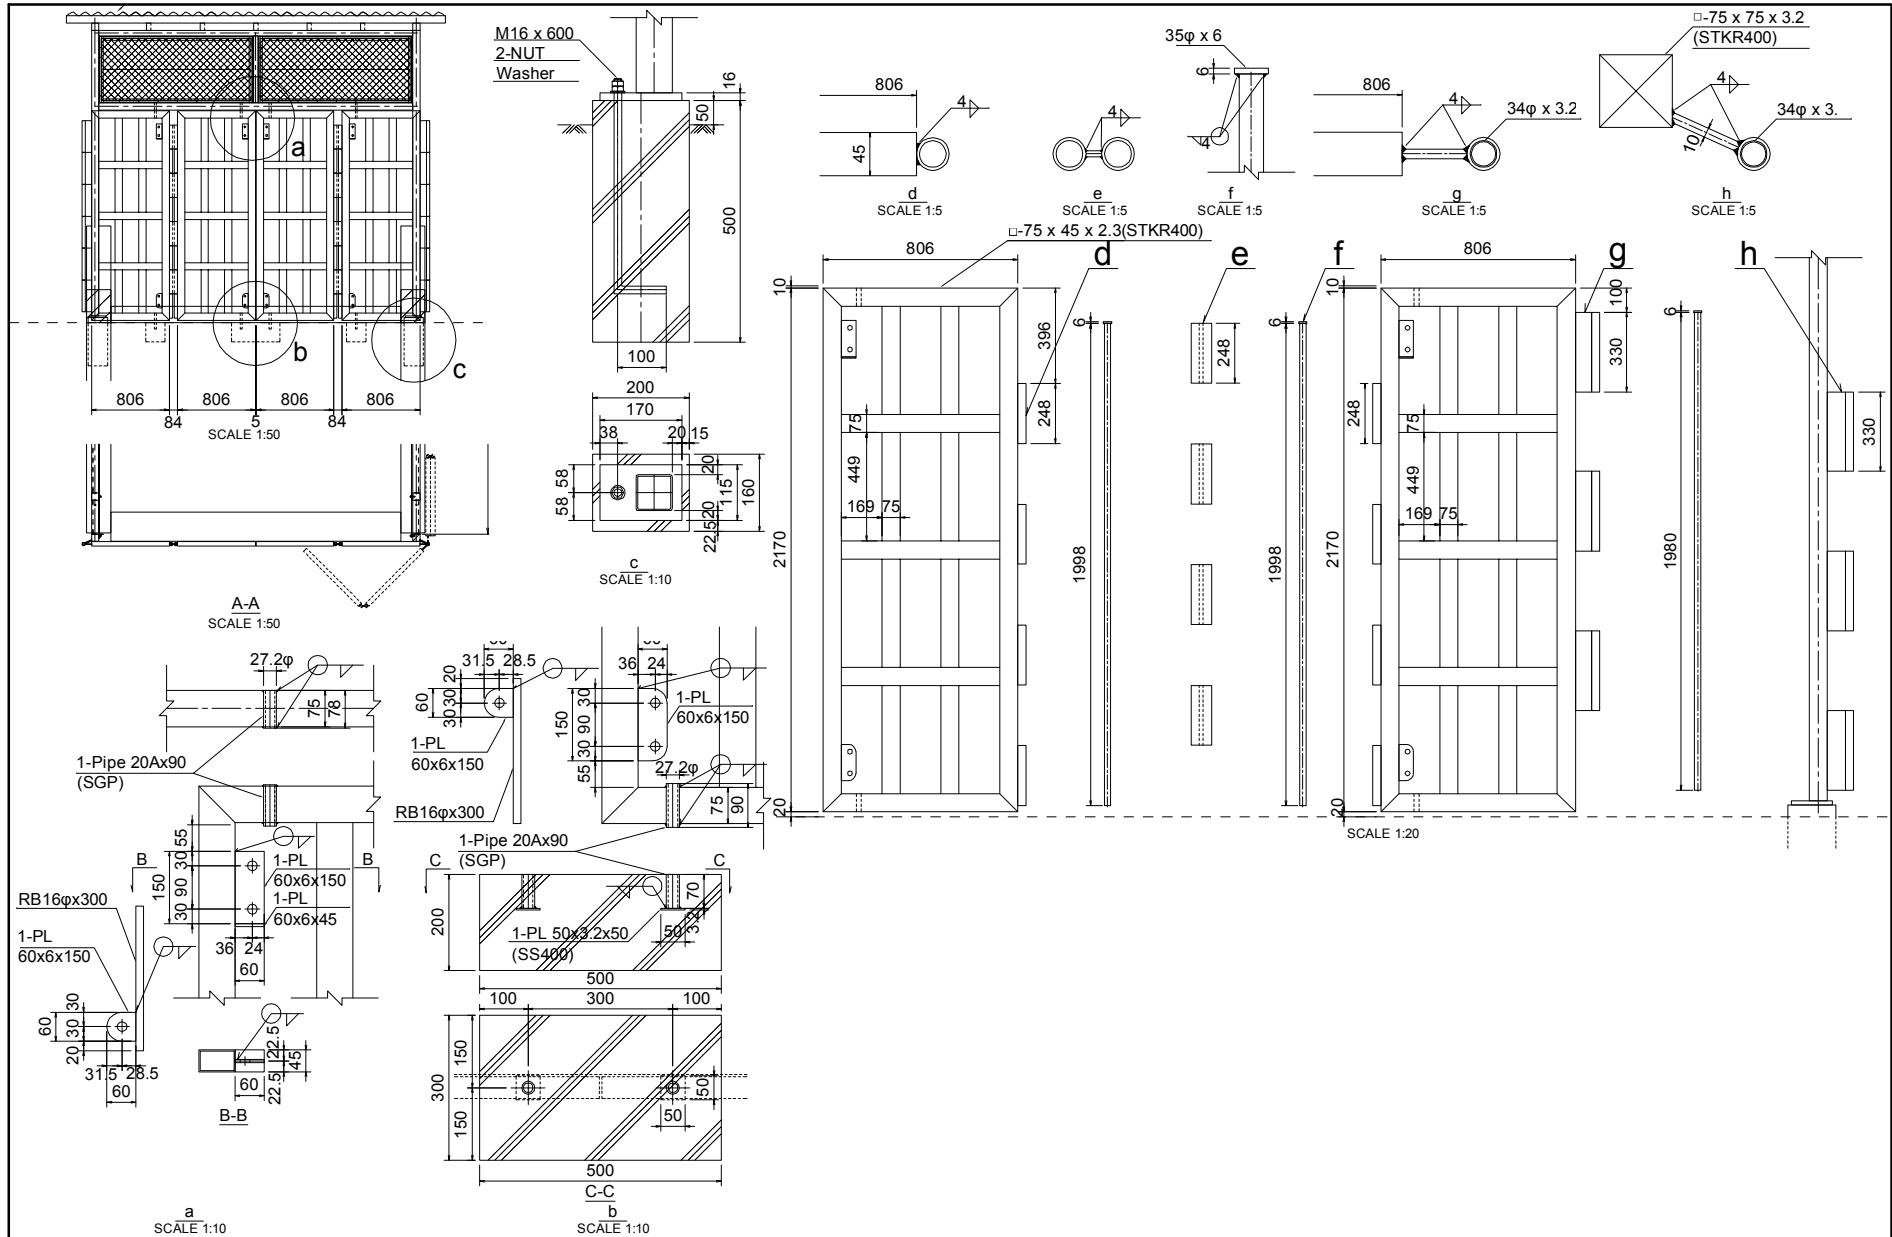 a
b
c
806
806
806
806
84
5
84
SCALE 1:50
A-A
SCALE 1:50
M16 x 600
2-NUT
Washer
16
50
500
100
200
170
38
20
15
58
58
20
115
20
22.5
160
c
SCALE 1:10
806
45
4
d
SCALE 1:5
4
e
SCALE 1:5
35φ x 6
6
4
f
SCALE 1:5
806
4
34φ x 3.2
g
SCALE 1:5
□-75 x 75 x 3.2
(STKR400)
4
34φ x 3.
10
h
SCALE 1:5
□-75 x 45 x 2.3(STKR400)
806
d
e
f
806
g
h
10
396
248
75
449
169
75
2170
20
6
1998
248
6
1998
10
248
75
449
169
75
2170
20
100
330
6
1980
330
SCALE 1:20
27.2φ
75
78
1-Pipe 20Ax90
(SGP)
55
30
90
30
150
B
B
1-PL
60x6x150
1-PL
60x6x45
36
24
60
RB16φx300
1-PL
60x6x150
30
30
20
60
31.5
28.5
60
22.5
22.5
45
60
B-B
a
SCALE 1:10
31.5
28.5
20
30
30
60
1-PL
60x6x150
RB16φx300
36
24
30
90
30
150
55
1-PL
60x6x150
27.2φ
75
90
1-Pipe 20Ax90
(SGP)
C
C
200
70
3.2
50
1-PL 50x3.2x50
(SS400)
500
100
300
100
150
150
300
50
50
500
C-C
b
SCALE 1:10